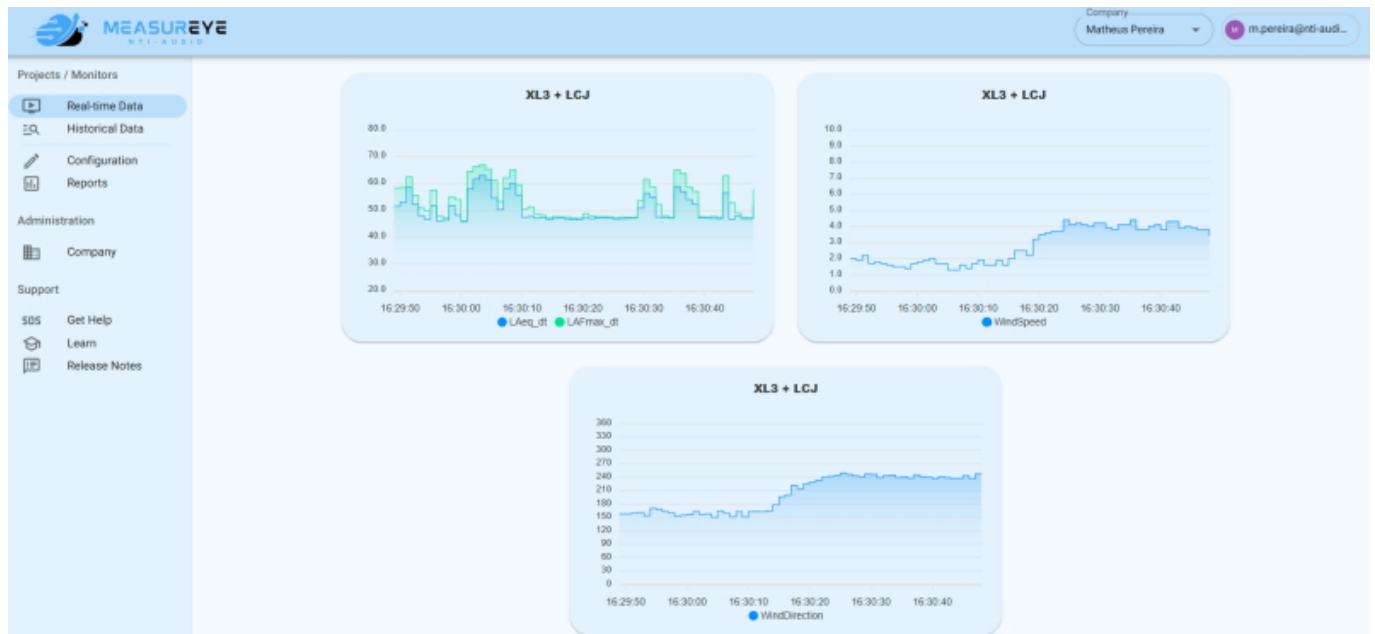 MEASUREYE
NTI-AUDIO
Company
Matheus Pereira
M
m.pereira@nti-audi...
Projects / Monitors
Real-time Data
Historical Data
Configuration
Reports
Administration
Company
Support
SOS
Get Help
Learn
Release Notes
XL3 + LCJ
80.0
70.0
60.0
50.0
40.0
30.0
20.0
16:29:50 16:30:00 16:30:10 16:30:20 16:30:30 16:30:40
LAeq_dt LAFmax_dt
XL3 + LCJ
10.0
9.0
8.0
7.0
6.0
5.0
4.0
3.0
2.0
1.0
0.0
16:29:50 16:30:00 16:30:10 16:30:20 16:30:30 16:30:40
WindSpeed
XL3 + LCJ
360
330
300
270
240
210
180
150
120
90
60
30
0
16:29:50 16:30:00 16:30:10 16:30:20 16:30:30 16:30:40
WindDirection